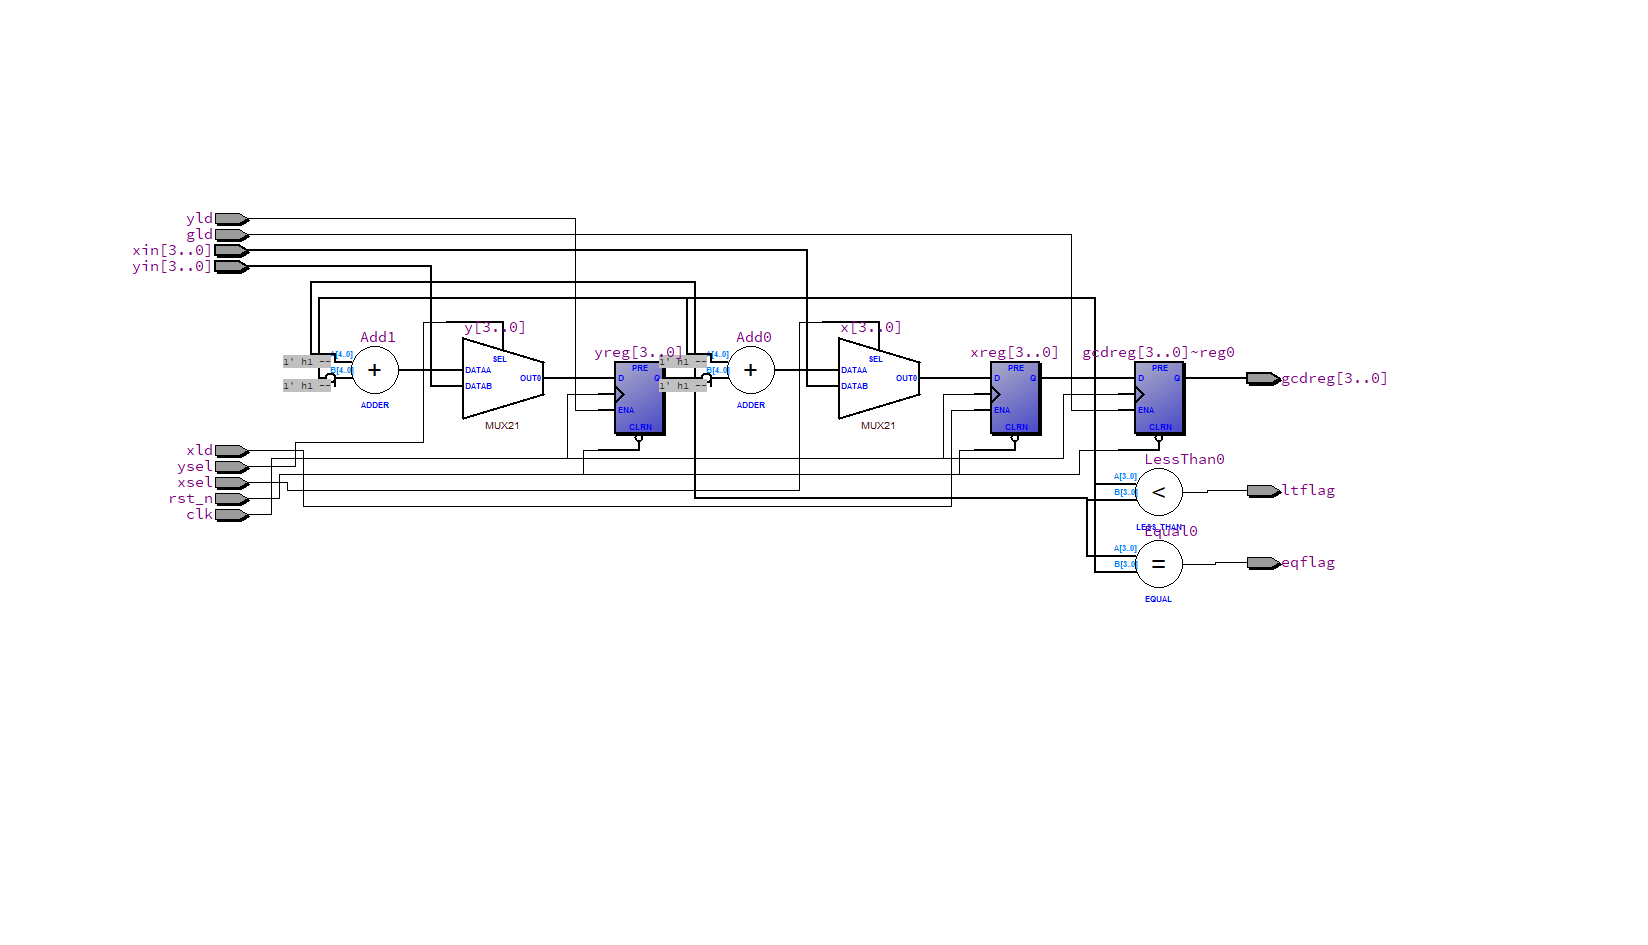 yld
gld
xin[3..0]
yin[3..0]
Add1
y[3..0]
Add0
x[3..0]
SEL
SEL
yreg[3..0]
xreg[3..0]
gcdreg[3..0]~reg0
1' h1 --
[4..0]
B[4..0]
1' h1 --
+
ADDER
DATAA
DATAB
OUT0
MUX21
PRE
D
Q
ENA
CLRN
1' h1 --
[4..0]
B[4..0]
1' h1 --
+
ADDER
DATAA
DATAB
OUT0
MUX21
PRE
D
Q
ENA
CLRN
PRE
D
Q
ENA
CLRN
gcdreg[3..0]
xld
ysel
xsel
rst_n
clk
LessThan0
A[3..0]
B[3..0]
<
LESS_THAN
ltflag
Equal0
A[3..0]
B[3..0]
=
EQUAL
eqflag